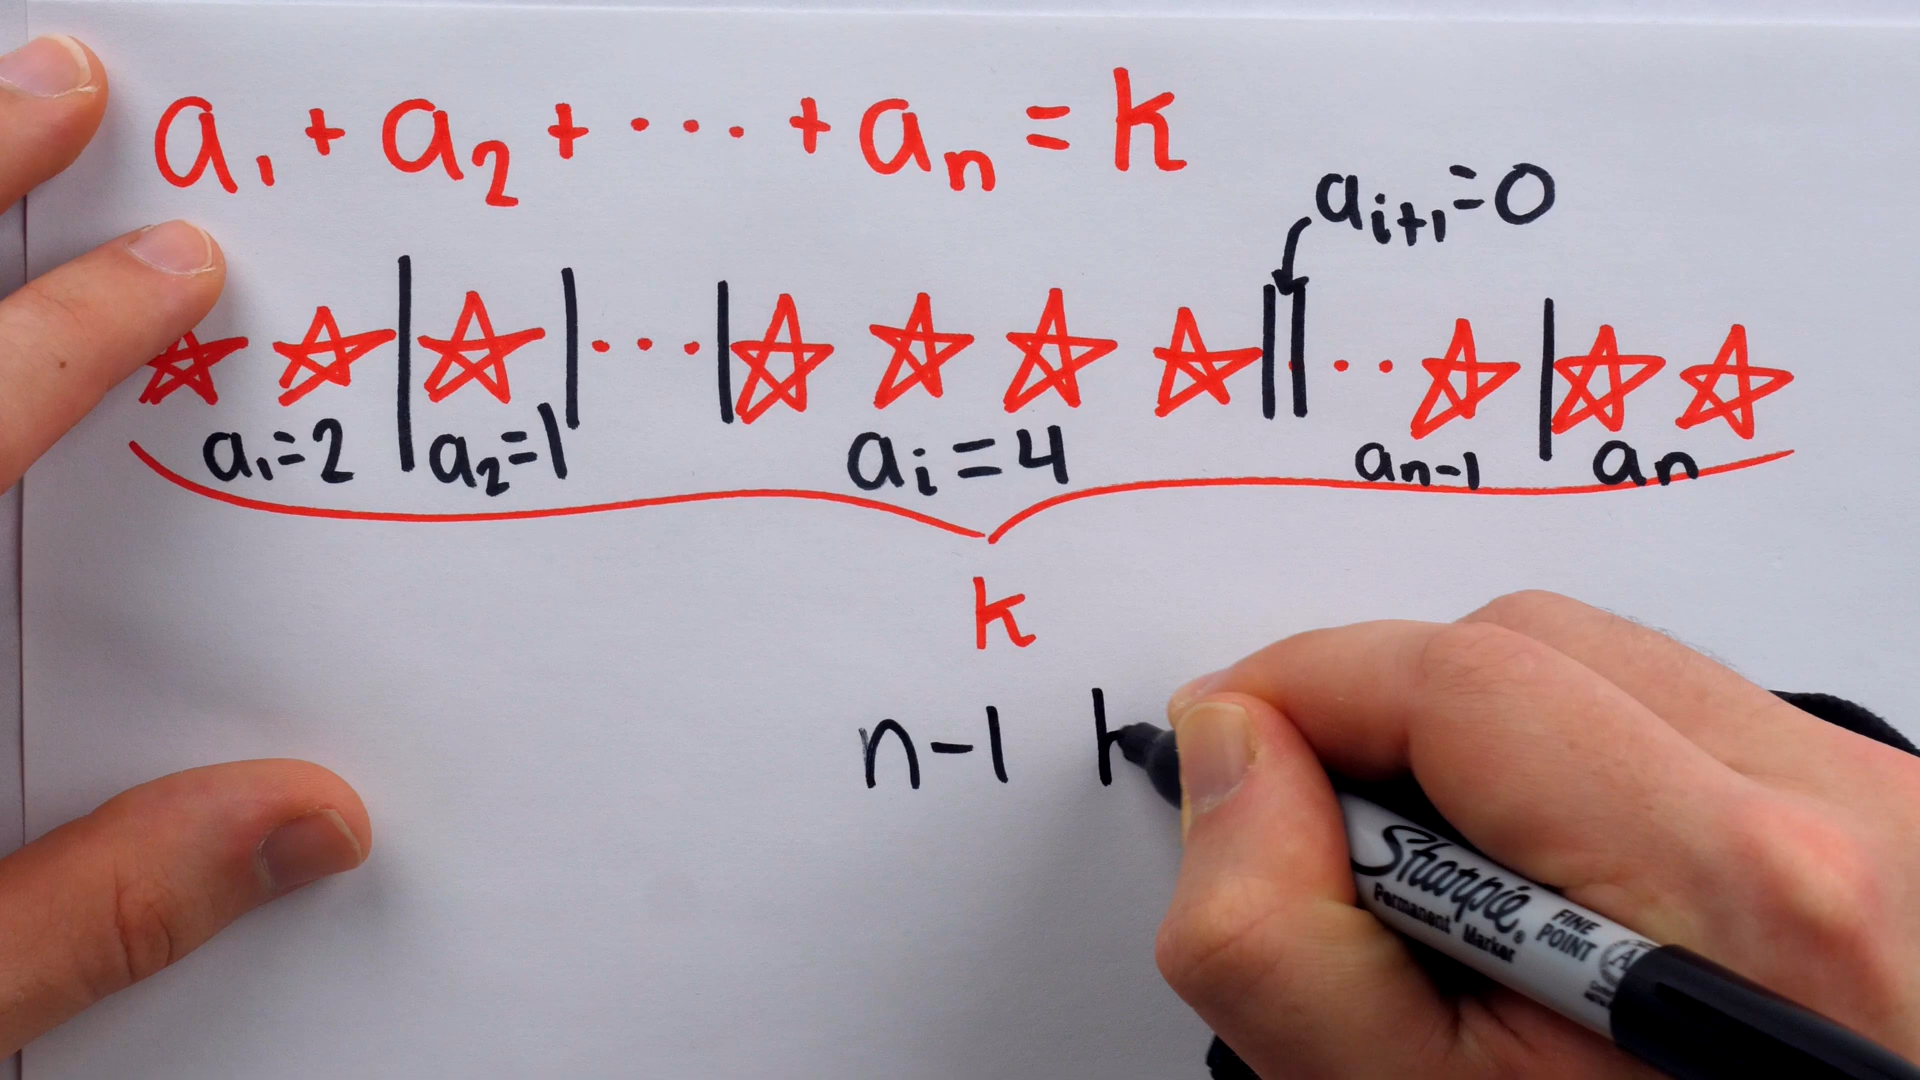 a₁ + a₂ + ··· + aₙ = k
aᵢ₊₁ = 0
a₁ = 2 a₂ = 1 aᵢ = 4 aₙ₋₁ aₙ
k
n-1
Sharpie®
Permanent Marker
FINE
POINT